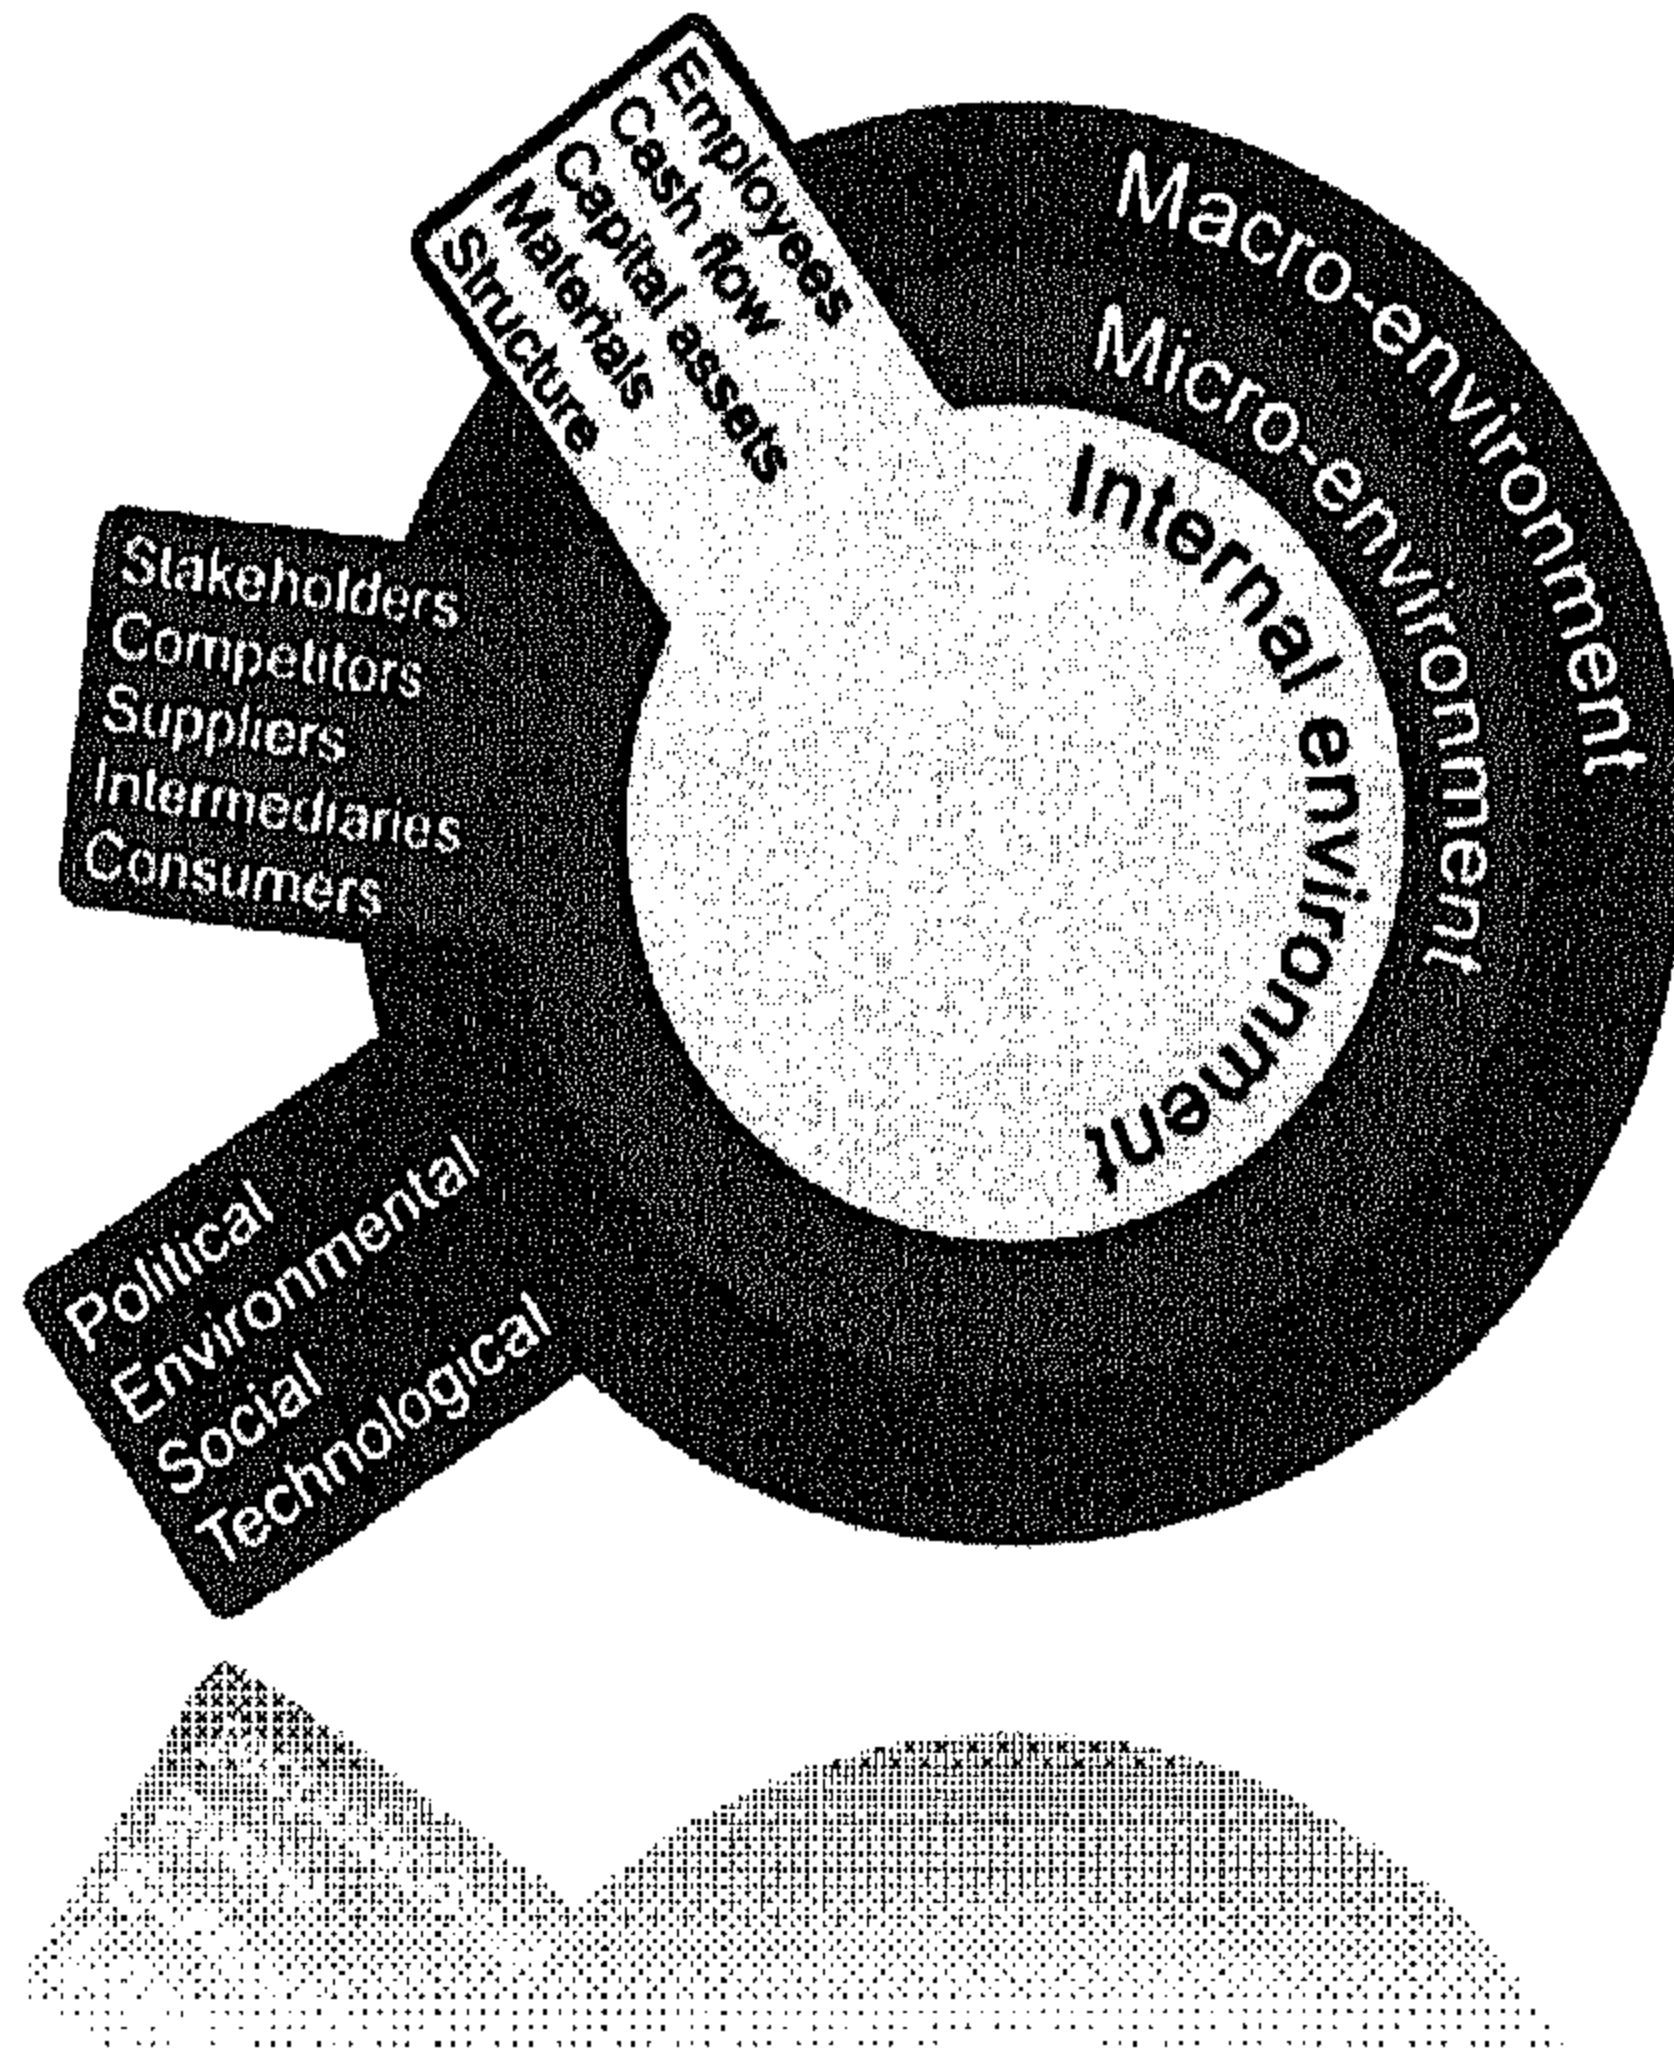 Employees
Cash flow
Capital assets
Materials
Structure
Macro-environment
Micro-environment
Internal environment
Stakeholders
Competitors
Suppliers
Intermediaries
Consumers
Political
Environmental
Social
Technological